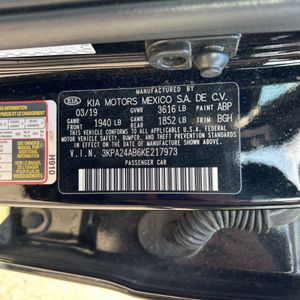 KIA KIA MOTORS MEXICO S.A. DE C.V.
MANUFACTURED BY
03/19 GVWR 3616 LB PAINT ABP
GAWR FRONT 1940 LB GAWR REAR 1852 LB TRIM BGH
THIS VEHICLE CONFORMS TO ALL APPLICABLE FEDERAL MOTOR
VEHICLE SAFETY, BUMPER, AND THEFT PREVENTION STANDARDS
IN EFFECT ON THE DATE OF MANUFACTURE SHOWN ABOVE.
V.I.N. 3KPA24AB6KE217973
PASSENGER CAR
H910